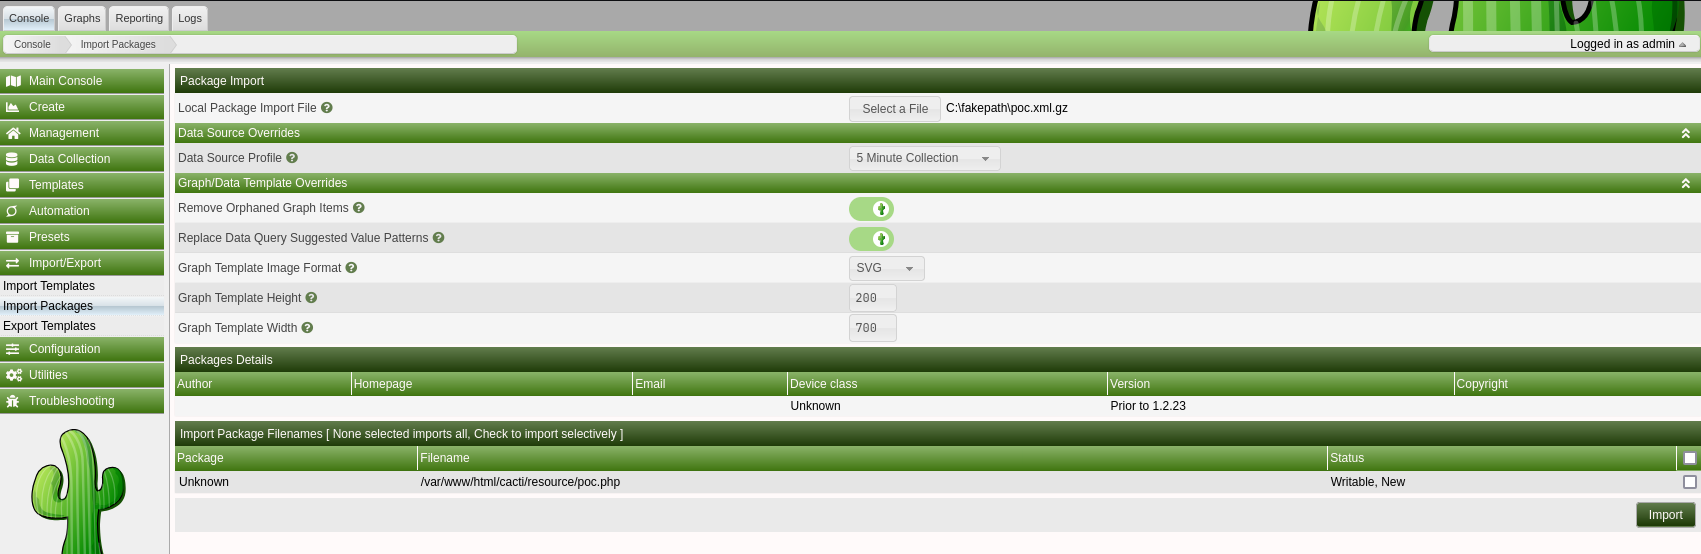 Console Graphs Reporting Logs
Console Import Packages Logged in as admin
Main Console
Create
Management
Data Collection
Templates
Automation
Presets
Import/Export
Import Templates
Import Packages
Export Templates
Configuration
Utilities
Troubleshooting
Package Import
Local Package Import File Select a File C:\fakepath\poc.xml.gz
Data Source Overrides
Data Source Profile 5 Minute Collection
Graph/Data Template Overrides
Remove Orphaned Graph Items
Replace Data Query Suggested Value Patterns
Graph Template Image Format SVG
Graph Template Height 200
Graph Template Width 700
Packages Details
Author Homepage Email Device class Version Copyright
Unknown Prior to 1.2.23
Import Package Filenames [ None selected imports all, Check to import selectively ]
Package Filename Status
Unknown /var/www/html/cacti/resource/poc.php Writable, New
Import